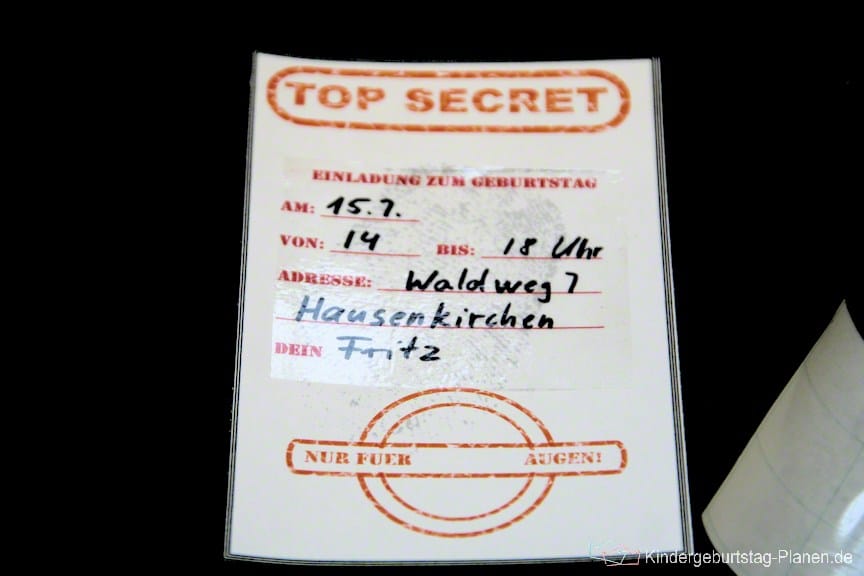 TOP SECRET
EINLADUNG ZUM GEBURTSTAG
AM: 15.7.
VON: 14 BIS: 18 Uhr
ADRESSE: Waldweg 7
Hausenkirchen
DEIN Fritz
NUR FUER AUGEN!
Kindergeburtstag-Planen.de